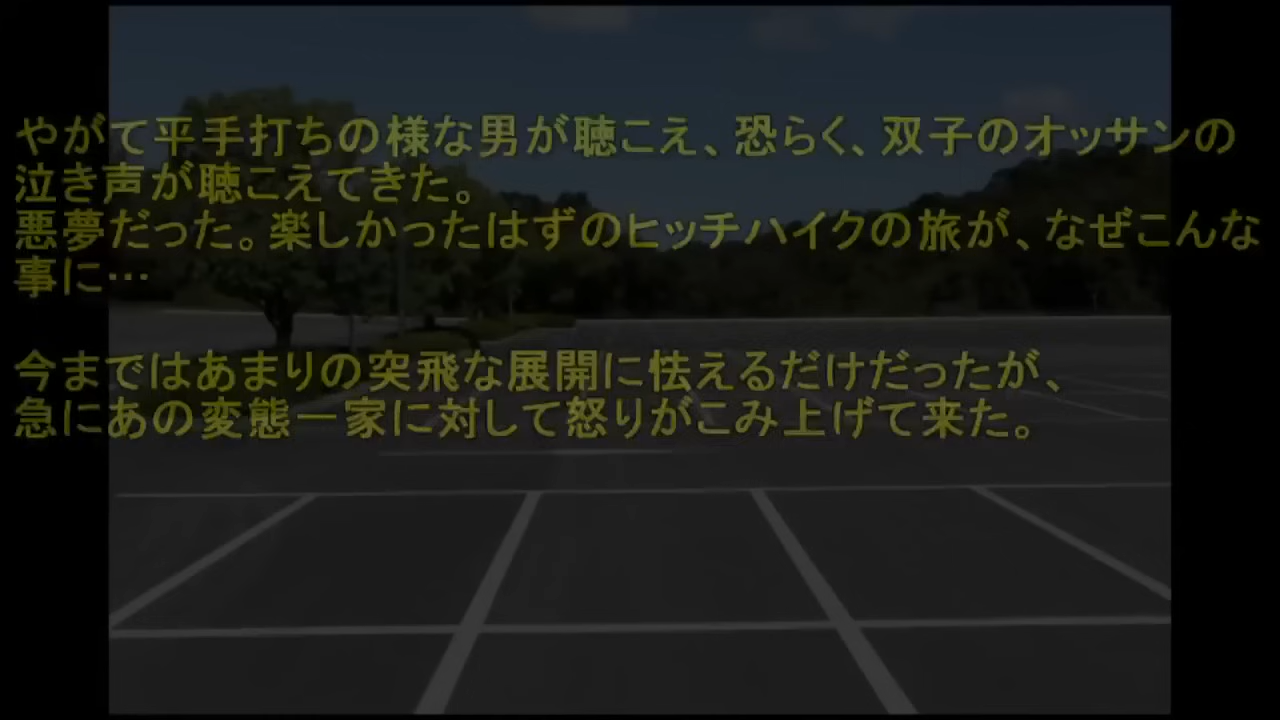 やがて平手打ちの様な男が聴こえ、恐らく、双子のオッサンの
泣き声が聴こえてきた。
悪夢だった。楽しかったはずのヒッチハイクの旅が、なぜこんな
事に…
今まではあまりの突飛な展開に怯えるだけだったが、
急にあの変態一家に対して怒りがこみ上げて来た。